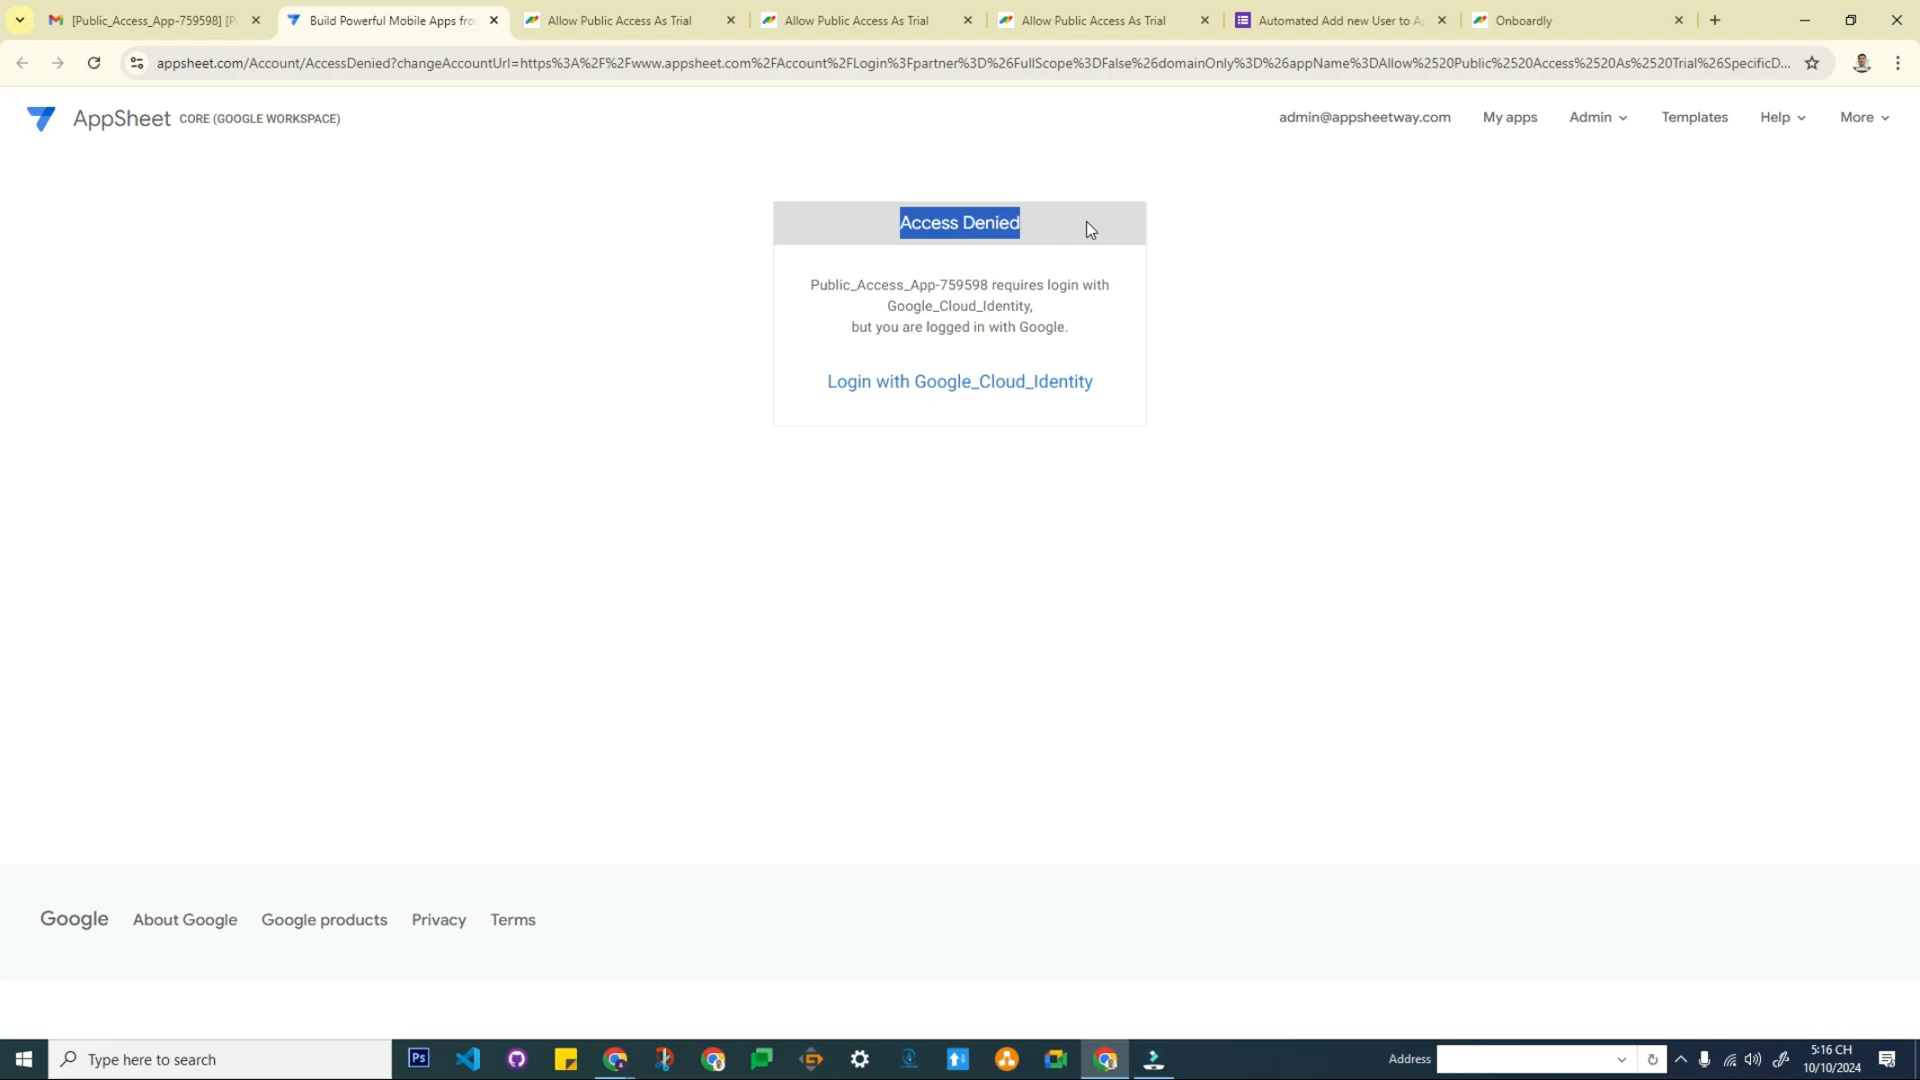 [Public_Access_App-759598] [P
Build Powerful Mobile Apps fro
Allow Public Access As Trial
Allow Public Access As Trial
Allow Public Access As Trial
Automated Add new User to A
Onboardly
appsheet.com/Account/AccessDenied?changeAccountUrl=https%3A%2F%2Fwww.appsheet.com%2FAccount%2FLogin%3Fpartner%3D%26FullScope%3DFalse%26domainOnly%3D%26appName%3DAllow%2520Public%2520Access%2520As%2520Trial%26SpecificD...
AppSheet CORE (GOOGLE WORKSPACE)
admin@appsheetway.com
My apps
Admin
Templates
Help
More
Access Denied
Public_Access_App-759598 requires login with
Google_Cloud_Identity,
but you are logged in with Google.
Login with Google_Cloud_Identity
Google
About Google
Google products
Privacy
Terms
Type here to search
Ps
Address
5:16 CH
10/10/2024